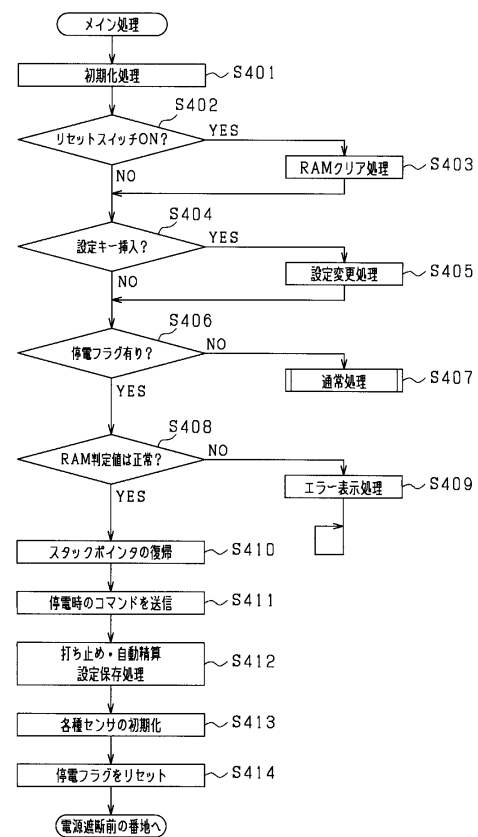 メイン処理
初期化処理
S401
S402
リセットスイッチON?
YES
NO
RAMクリア処理
S403
S404
設定キー挿入?
YES
NO
設定変更処理
S405
S406
停電フラグ有り?
NO
YES
通常処理
S407
S408
RAM判定値は正常?
NO
YES
エラー表示処理
S409
スタックポインタの復帰
S410
停電時のコマンドを送信
S411
打ち止め・自動精算
設定保存処理
S412
各種センサの初期化
S413
停電フラグをリセット
S414
電源遮断前の番地へ